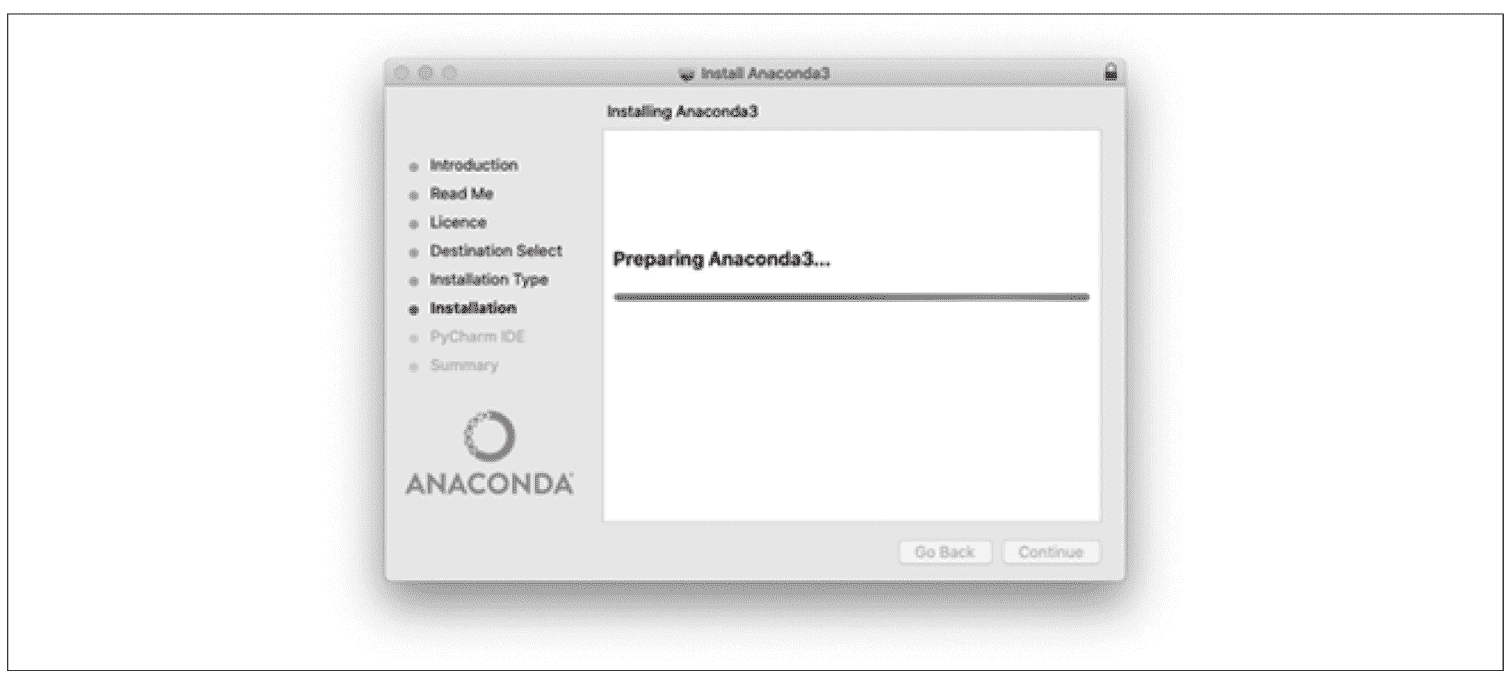 Install Anaconda3
Installing Anaconda3
Introduction
Read Me
Licence
Destination Select
Installation Type
Installation
PyCharm IDE
Summary
ANACONDA
Preparing Anaconda3...
Go Back
Continue